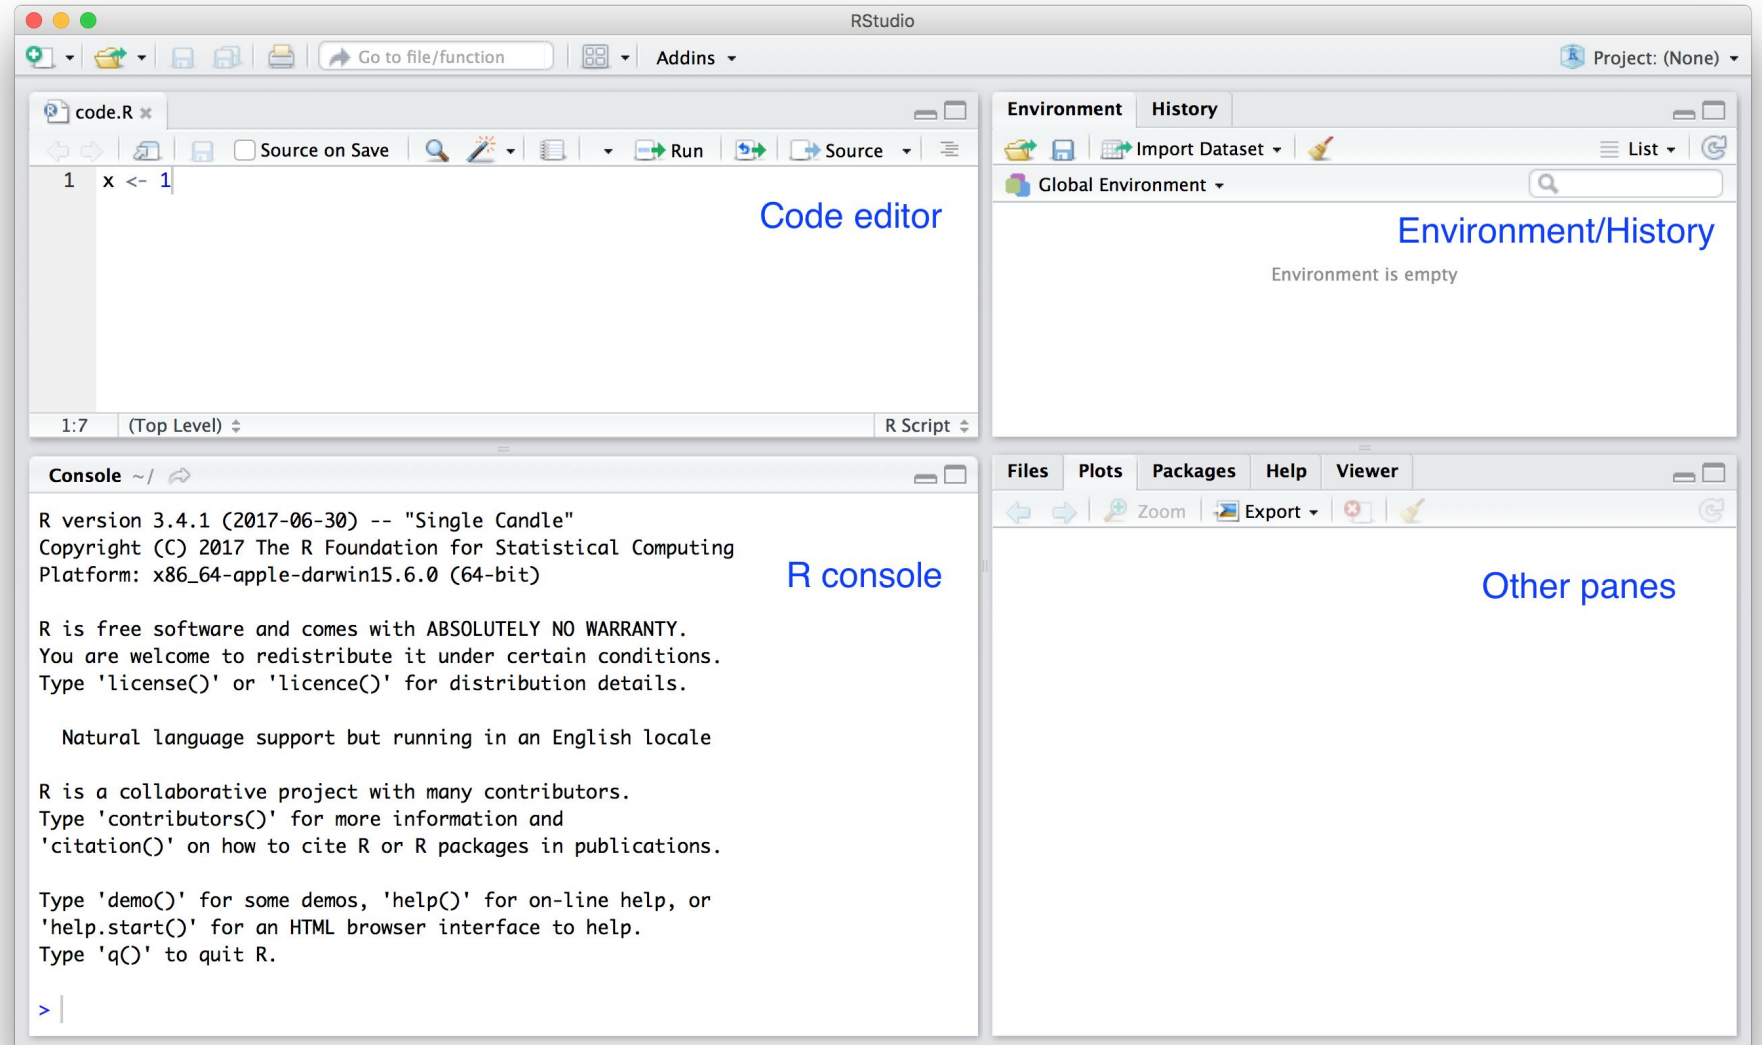 RStudio
Go to file/function
Addins
Project: (None)
code.R
Source on Save
Run
Source
1 x <- 1
Code editor
1:7 (Top Level) R Script
Environment History
Import Dataset
List
Global Environment
Environment/History
Environment is empty
Console ~/
R version 3.4.1 (2017-06-30) -- "Single Candle"
Copyright (C) 2017 The R Foundation for Statistical Computing
Platform: x86_64-apple-darwin15.6.0 (64-bit)
R console
R is free software and comes with ABSOLUTELY NO WARRANTY.
You are welcome to redistribute it under certain conditions.
Type 'license()' or 'licence()' for distribution details.
Natural language support but running in an English locale
R is a collaborative project with many contributors.
Type 'contributors()' for more information and
'citation()' on how to cite R or R packages in publications.
Type 'demo()' for some demos, 'help()' for on-line help, or
'help.start()' for an HTML browser interface to help.
Type 'q()' to quit R.
>
Files Plots Packages Help Viewer
Zoom Export
Other panes